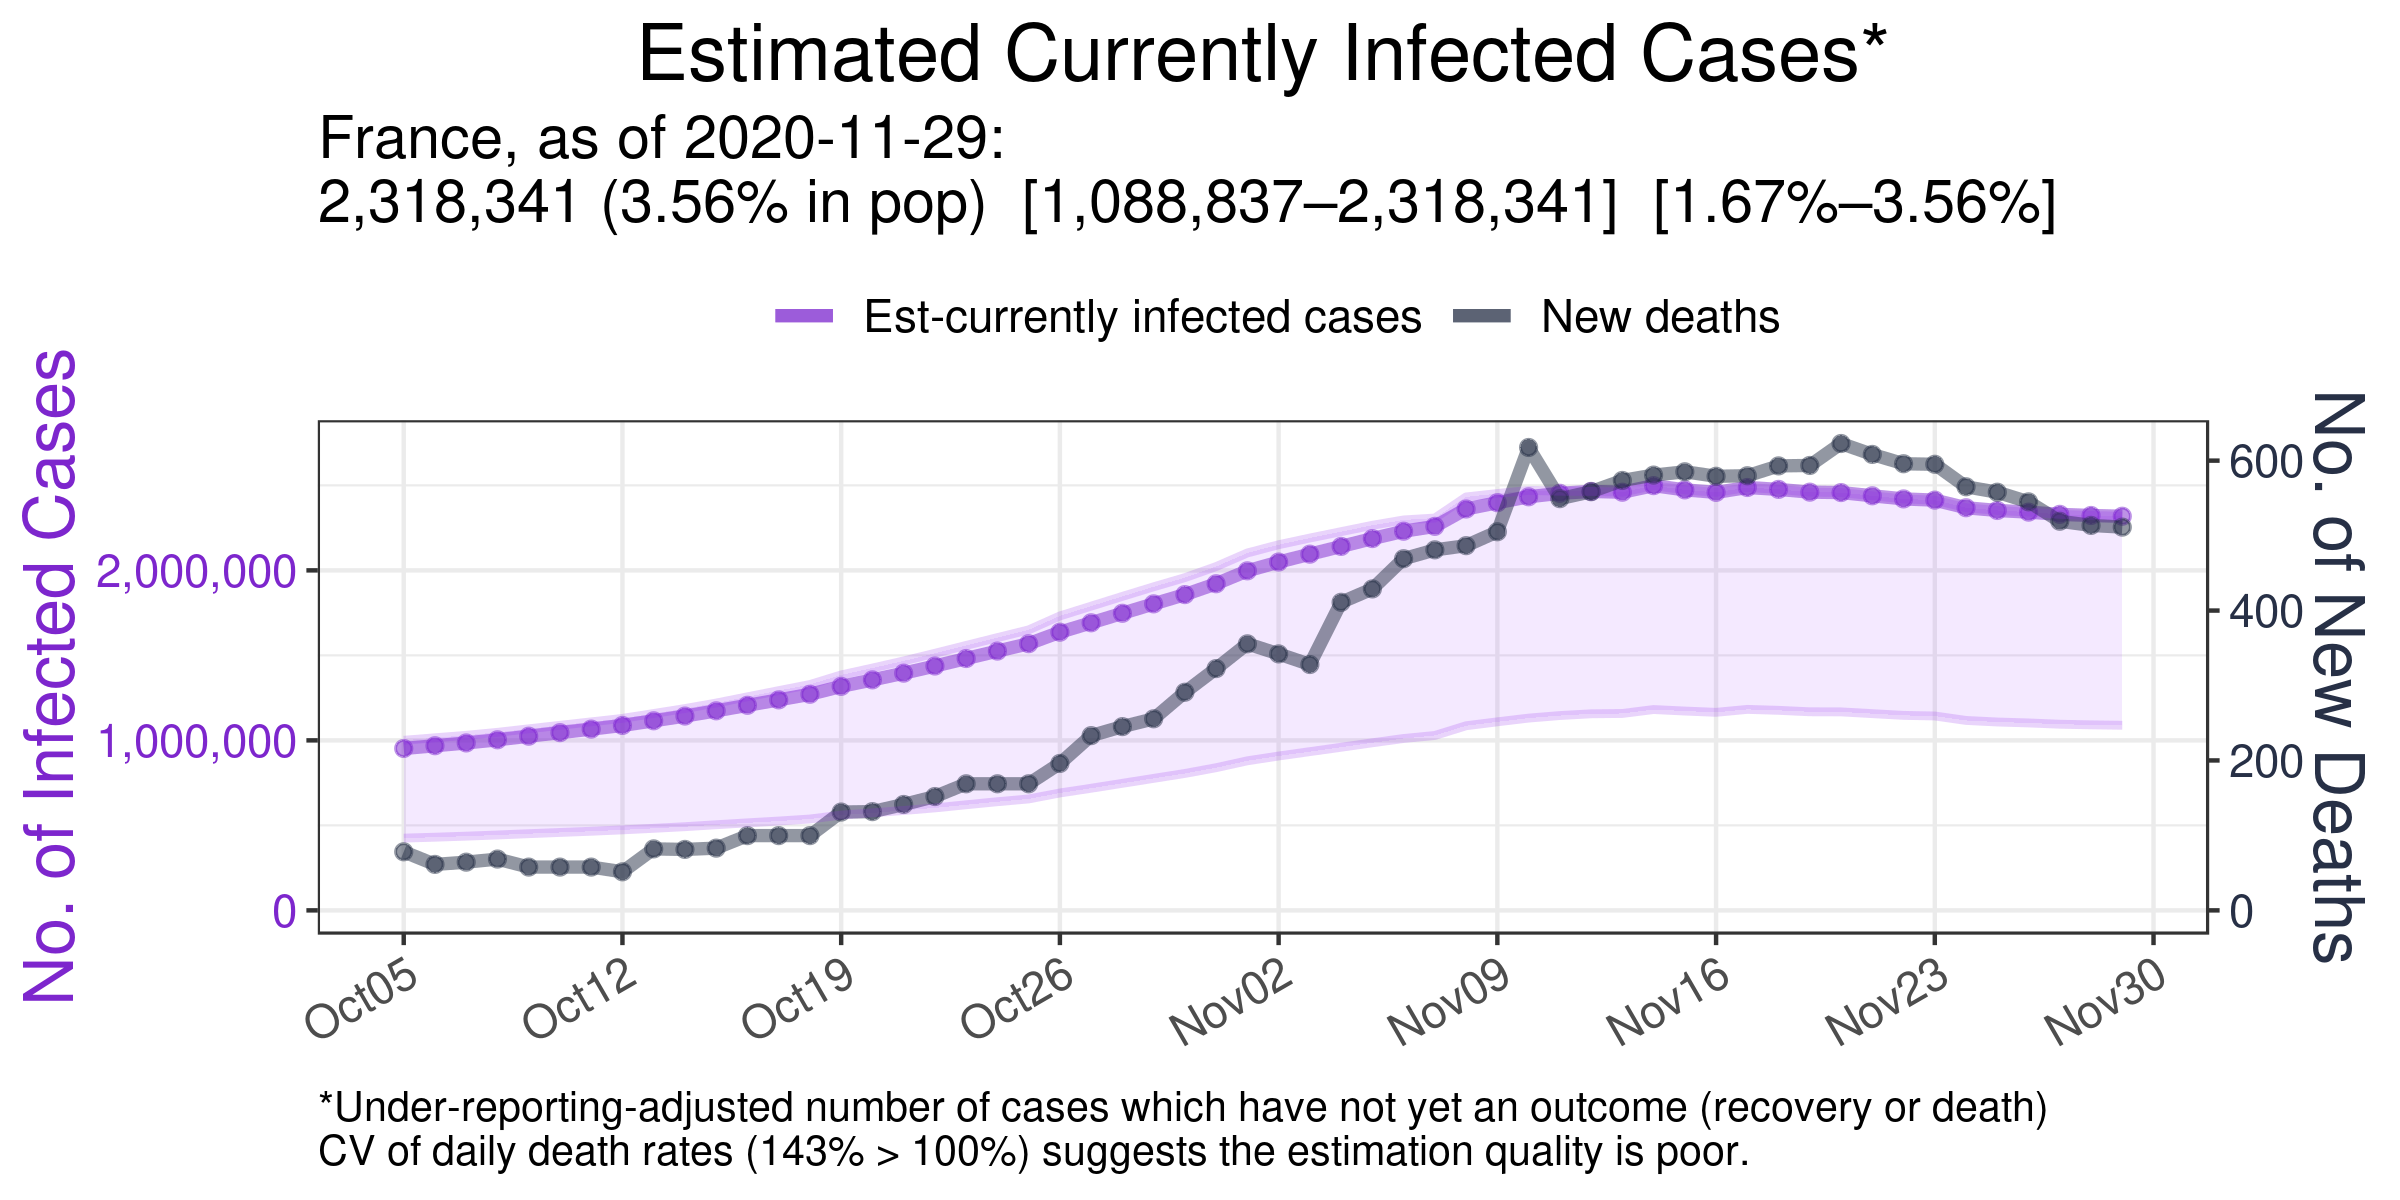 Estimated Currently Infected Cases*
France, as of 2020-11-29:
2,318,341 (3.56% in pop) [1,088,837–2,318,341] [1.67%–3.56%]
Est-currently infected cases New deaths
No. of Infected Cases
2,000,000
1,000,000
0
No. of New Deaths
600
400
200
0
Oct05 Oct12 Oct19 Oct26 Nov02 Nov09 Nov16 Nov23 Nov30
*Under-reporting-adjusted number of cases which have not yet an outcome (recovery or death)
CV of daily death rates (143% > 100%) suggests the estimation quality is poor.